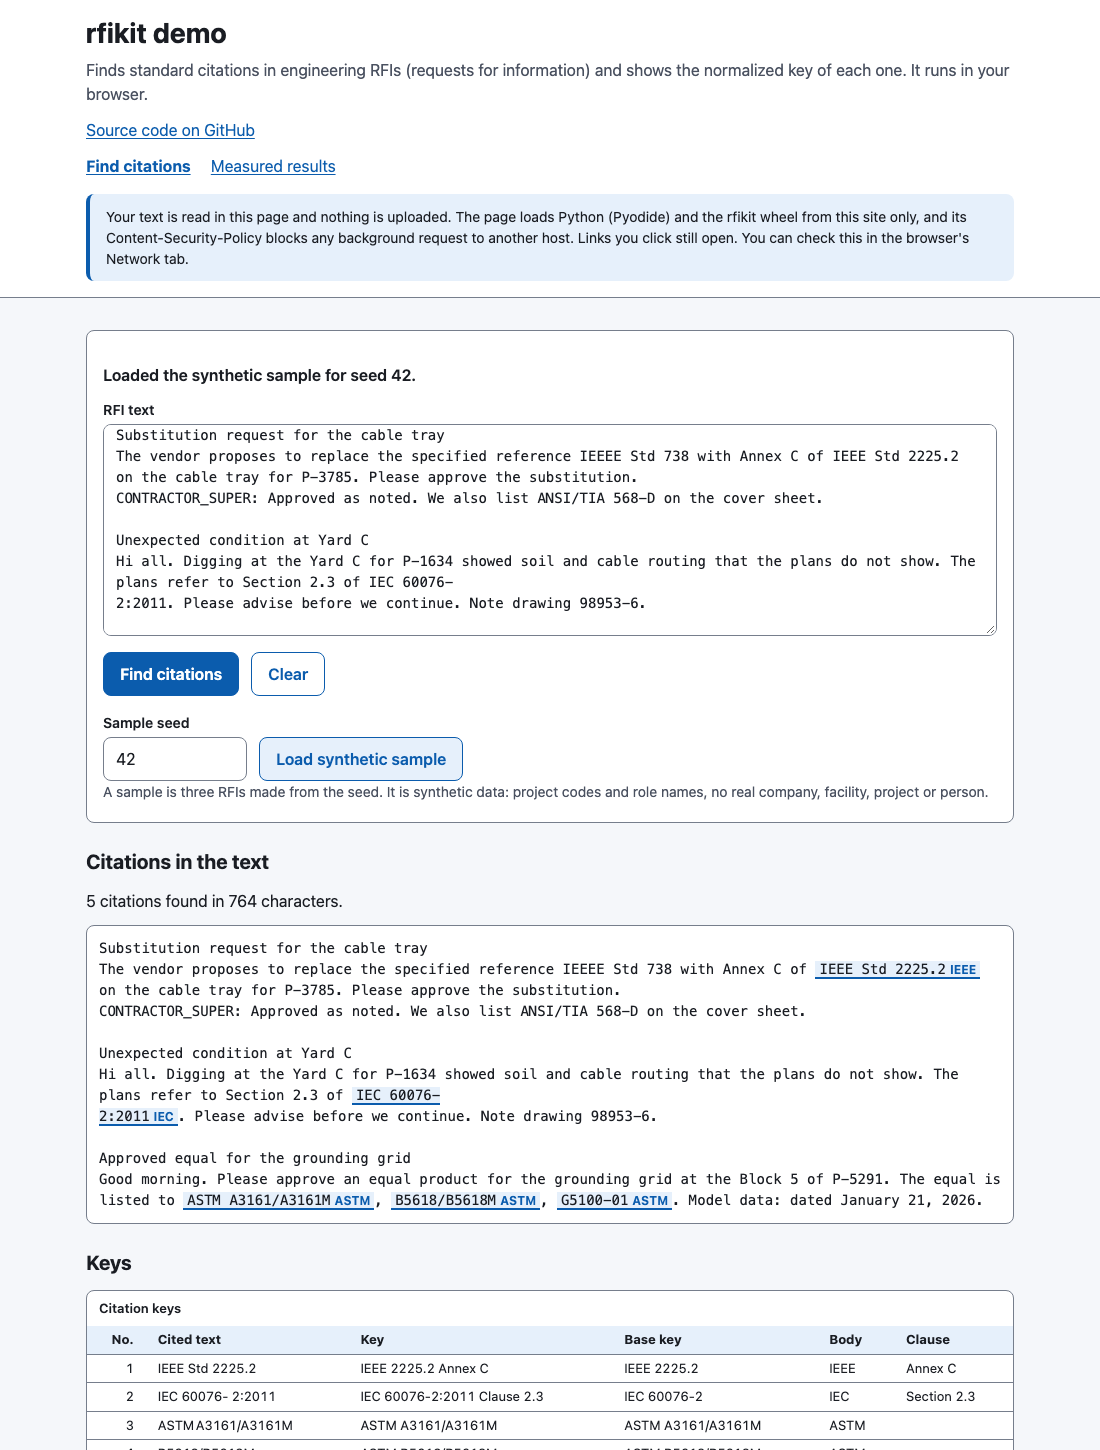 rfikit demo
Finds standard citations in engineering RFIs (requests for information) and shows the normalized key of each one. It runs in your
browser.
Source code on GitHub
Find citations Measured results
Your text is read in this page and nothing is uploaded. The page loads Python (Pyodide) and the rfikit wheel from this site only, and its
Content-Security-Policy blocks any background request to another host. Links you click still open. You can check this in the browser's
Network tab.
Loaded the synthetic sample for seed 42.
RFI text
Substitution request for the cable tray
The vendor proposes to replace the specified reference IEEEE Std 738 with Annex C of IEEE Std 2225.2
on the cable tray for P-3785. Please approve the substitution.
CONTRACTOR_SUPER: Approved as noted. We also list ANSI/TIA 568-D on the cover sheet.
Unexpected condition at Yard C
Hi all. Digging at the Yard C for P-1634 showed soil and cable routing that the plans do not show. The
plans refer to Section 2.3 of IEC 60076-
2:2011. Please advise before we continue. Note drawing 98953-6.
Find citations Clear
Sample seed
42 Load synthetic sample
A sample is three RFIs made from the seed. It is synthetic data: project codes and role names, no real company, facility, project or person.
Citations in the text
5 citations found in 764 characters.
Substitution request for the cable tray
The vendor proposes to replace the specified reference IEEEE Std 738 with Annex C of IEEE Std 2225.2 IEEE
on the cable tray for P-3785. Please approve the substitution.
CONTRACTOR_SUPER: Approved as noted. We also list ANSI/TIA 568-D on the cover sheet.
Unexpected condition at Yard C
Hi all. Digging at the Yard C for P-1634 showed soil and cable routing that the plans do not show. The
plans refer to Section 2.3 of IEC 60076-
2:2011 IEC. Please advise before we continue. Note drawing 98953-6.
Approved equal for the grounding grid
Good morning. Please approve an equal product for the grounding grid at the Block 5 of P-5291. The equal is
listed to ASTM A3161/A3161M ASTM, B5618/B5618M ASTM, G5100-01 ASTM. Model data: dated January 21, 2026.
Keys
Citation keys
No. Cited text Key Base key Body Clause
1 IEEE Std 2225.2 IEEE 2225.2 Annex C IEEE 2225.2 IEEE Annex C
2 IEC 60076- 2:2011 IEC 60076-2:2011 Clause 2.3 IEC 60076-2 IEC Section 2.3
3 ASTM A3161/A3161M ASTM A3161/A3161M ASTM A3161/A3161M ASTM